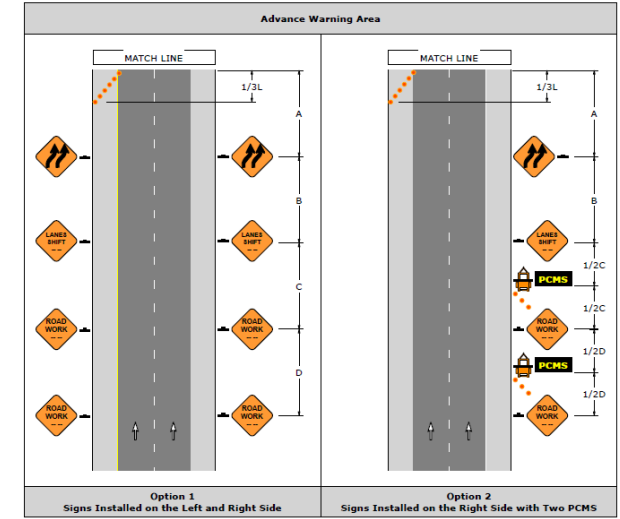 Advance Warning Area
MATCH LINE
1/3L
A
B
LANES
SHIFT
--
LANES
SHIFT
--
C
ROAD
WORK
--
ROAD
WORK
--
D
ROAD
WORK
--
ROAD
WORK
--
Option 1
Signs Installed on the Left and Right Side
MATCH LINE
1/3L
A
B
LANES
SHIFT
--
1/2C
PCMS
1/2C
ROAD
WORK
--
1/2D
PCMS
1/2D
ROAD
WORK
--
Option 2
Signs Installed on the Right Side with Two PCMS